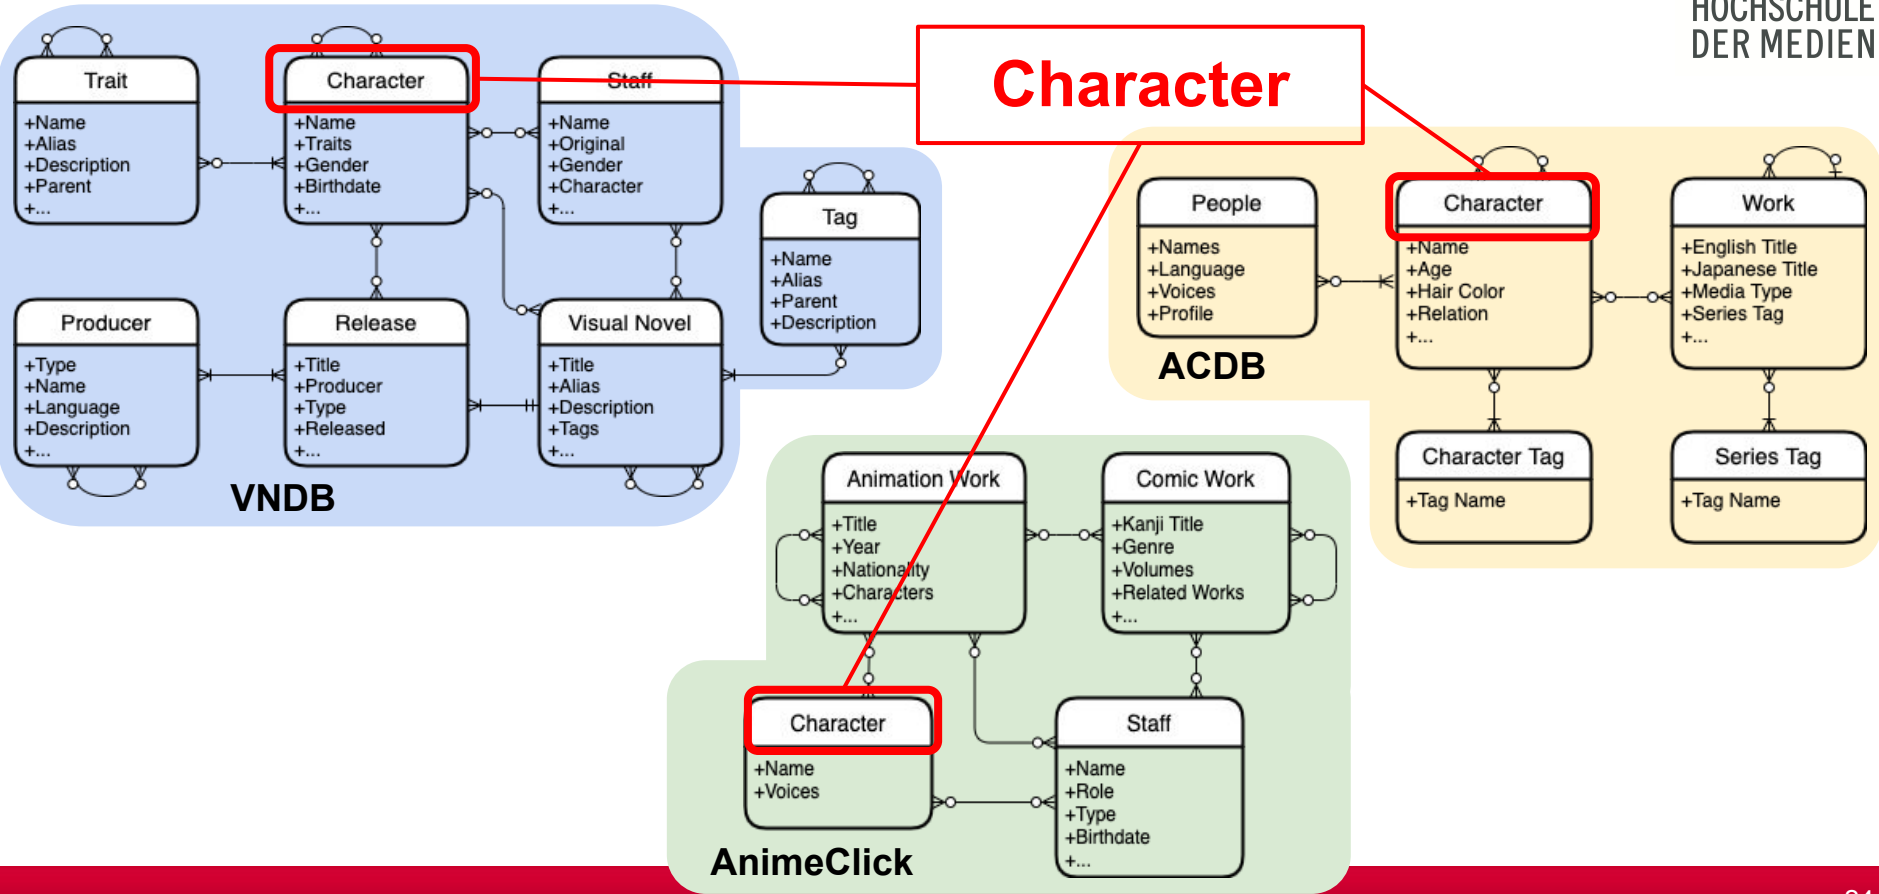 HOCHSCHULE
DER MEDIEN
Character
Trait
+Name
+Alias
+Description
+Parent
+...
Character
+Name
+Traits
+Gender
+Birthdate
+...
Staff
+Name
+Original
+Gender
+Character
+...
Tag
+Name
+Alias
+Parent
+Description
Producer
+Type
+Name
+Language
+Description
+...
Release
+Title
+Producer
+Type
+Released
+...
Visual Novel
+Title
+Alias
+Description
+Tags
+...
VNDB
People
+Names
+Language
+Voices
+Profile
Character
+Name
+Age
+Hair Color
+Relation
+...
Work
+English Title
+Japanese Title
+Media Type
+Series Tag
+...
ACDB
Character Tag
+Tag Name
Series Tag
+Tag Name
Animation Work
+Title
+Year
+Nationality
+Characters
+...
Comic Work
+Kanji Title
+Genre
+Volumes
+Related Works
+...
Character
+Name
+Voices
Staff
+Name
+Role
+Type
+Birthdate
+...
AnimeClick